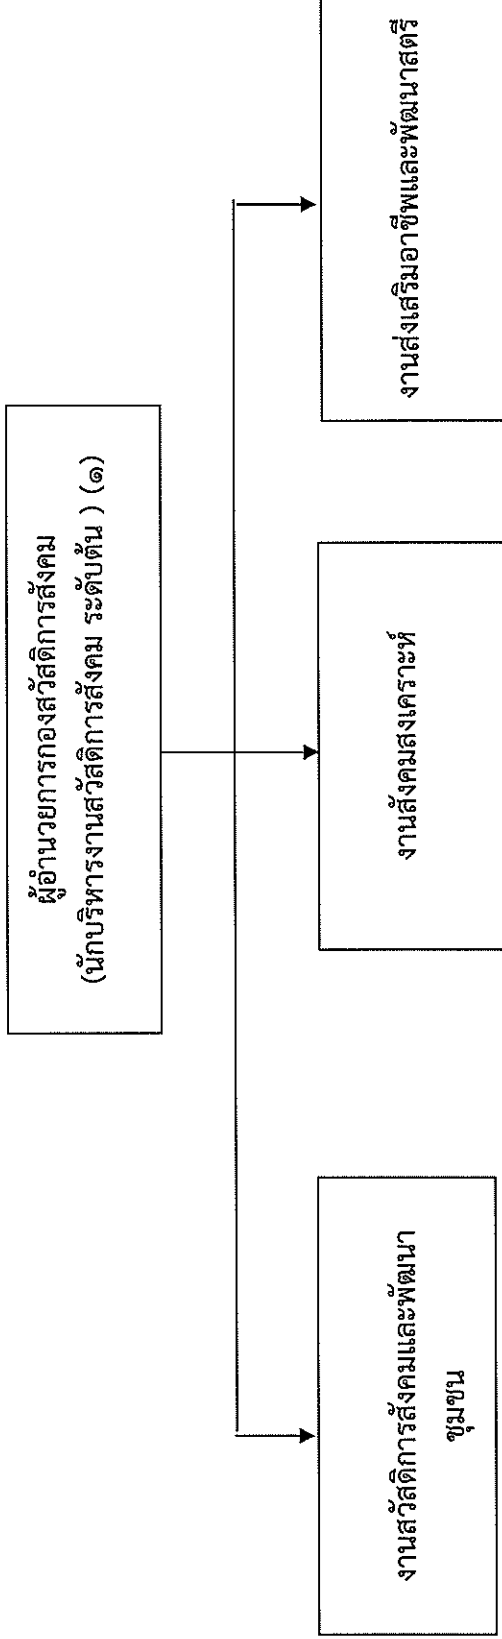 ผู้อำนวยการกองสวัสดิการสังคม
(นักบริหารงานสวัสดิการสังคม ระดับต้น ) (๑)
งานสวัสดิการสังคมและพัฒนา
ชุมชน
งานสังคมสงเคราะห์
งานส่งเสริมอาชีพและพัฒนาสตรี